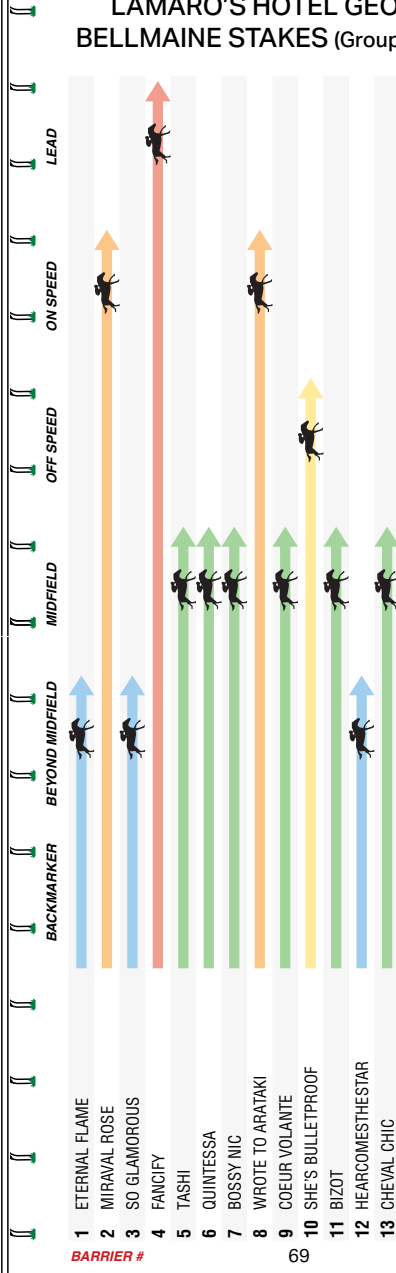 LAMARO'S HOTEL GEO
BELLMAINE STAKES (Group
LEAD
ON SPEED
OFF SPEED
MIDFIELD
BEYOND MIDFIELD
BACKMARKER
1 ETERNAL FLAME
2 MIRAVAL ROSE
3 SO GLAMOROUS
4 FANCIFY
5 TASHI
6 QUINTESSA
7 BOSSY NIC
8 WROTE TO ARATAKI
9 COEUR VOLANTE
10 SHE'S BULLETPROOF
11 BIZOT
12 HEARCOMESTHESTAR
13 CHEVAL CHIC
BARRIER #
69